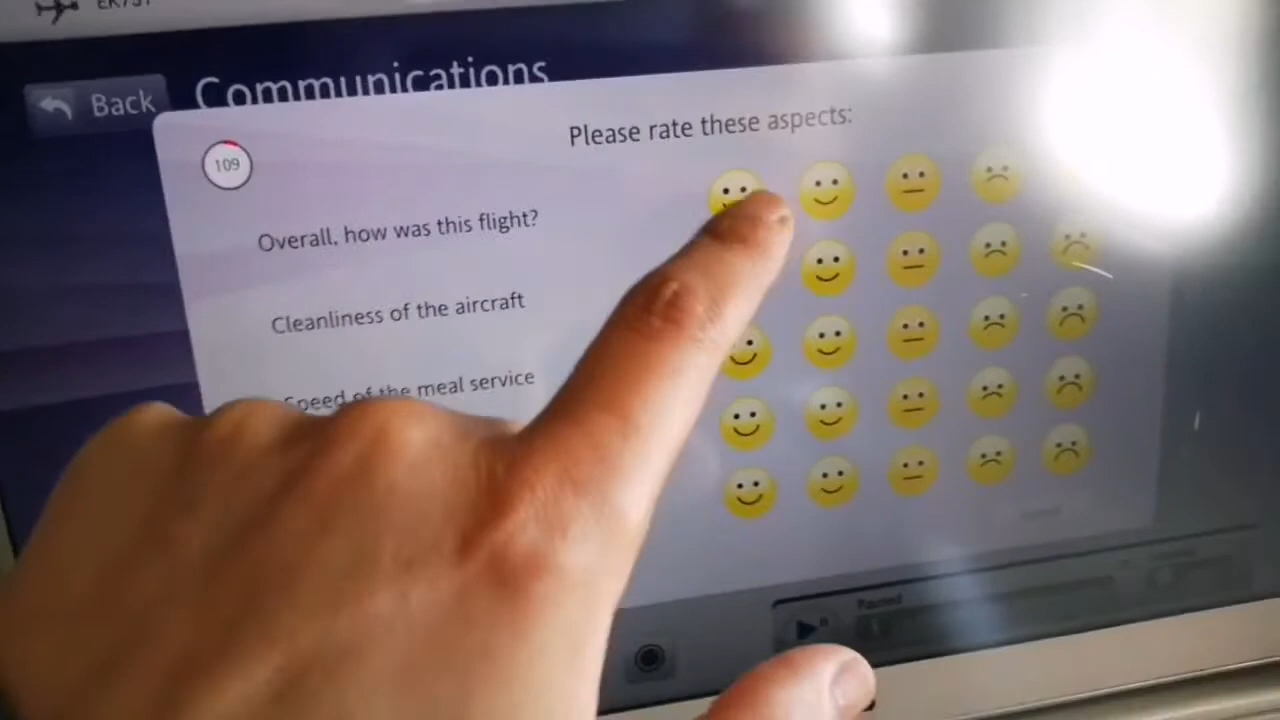 Back
Communications
Please rate these aspects:
109
Overall, how was this flight?
Cleanliness of the aircraft
Speed of the meal service
Paused